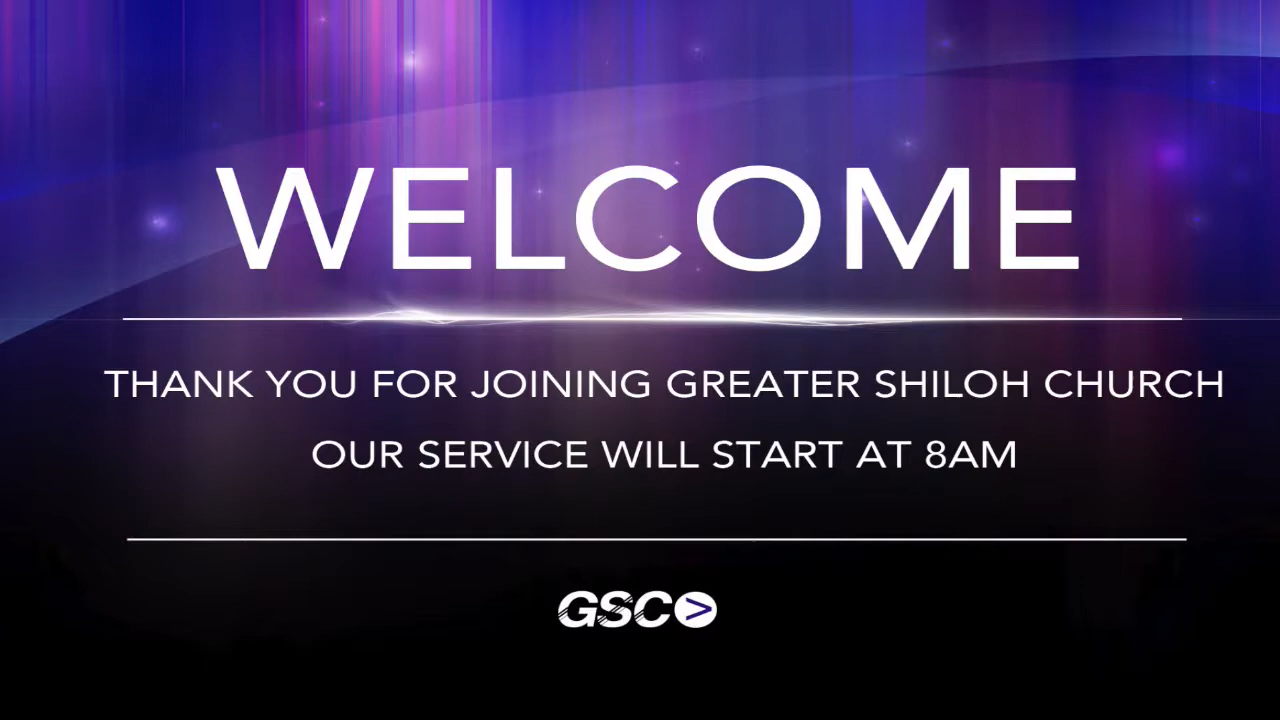 WELCOME
THANK YOU FOR JOINING GREATER SHILOH CHURCH
OUR SERVICE WILL START AT 8AM
GSC>